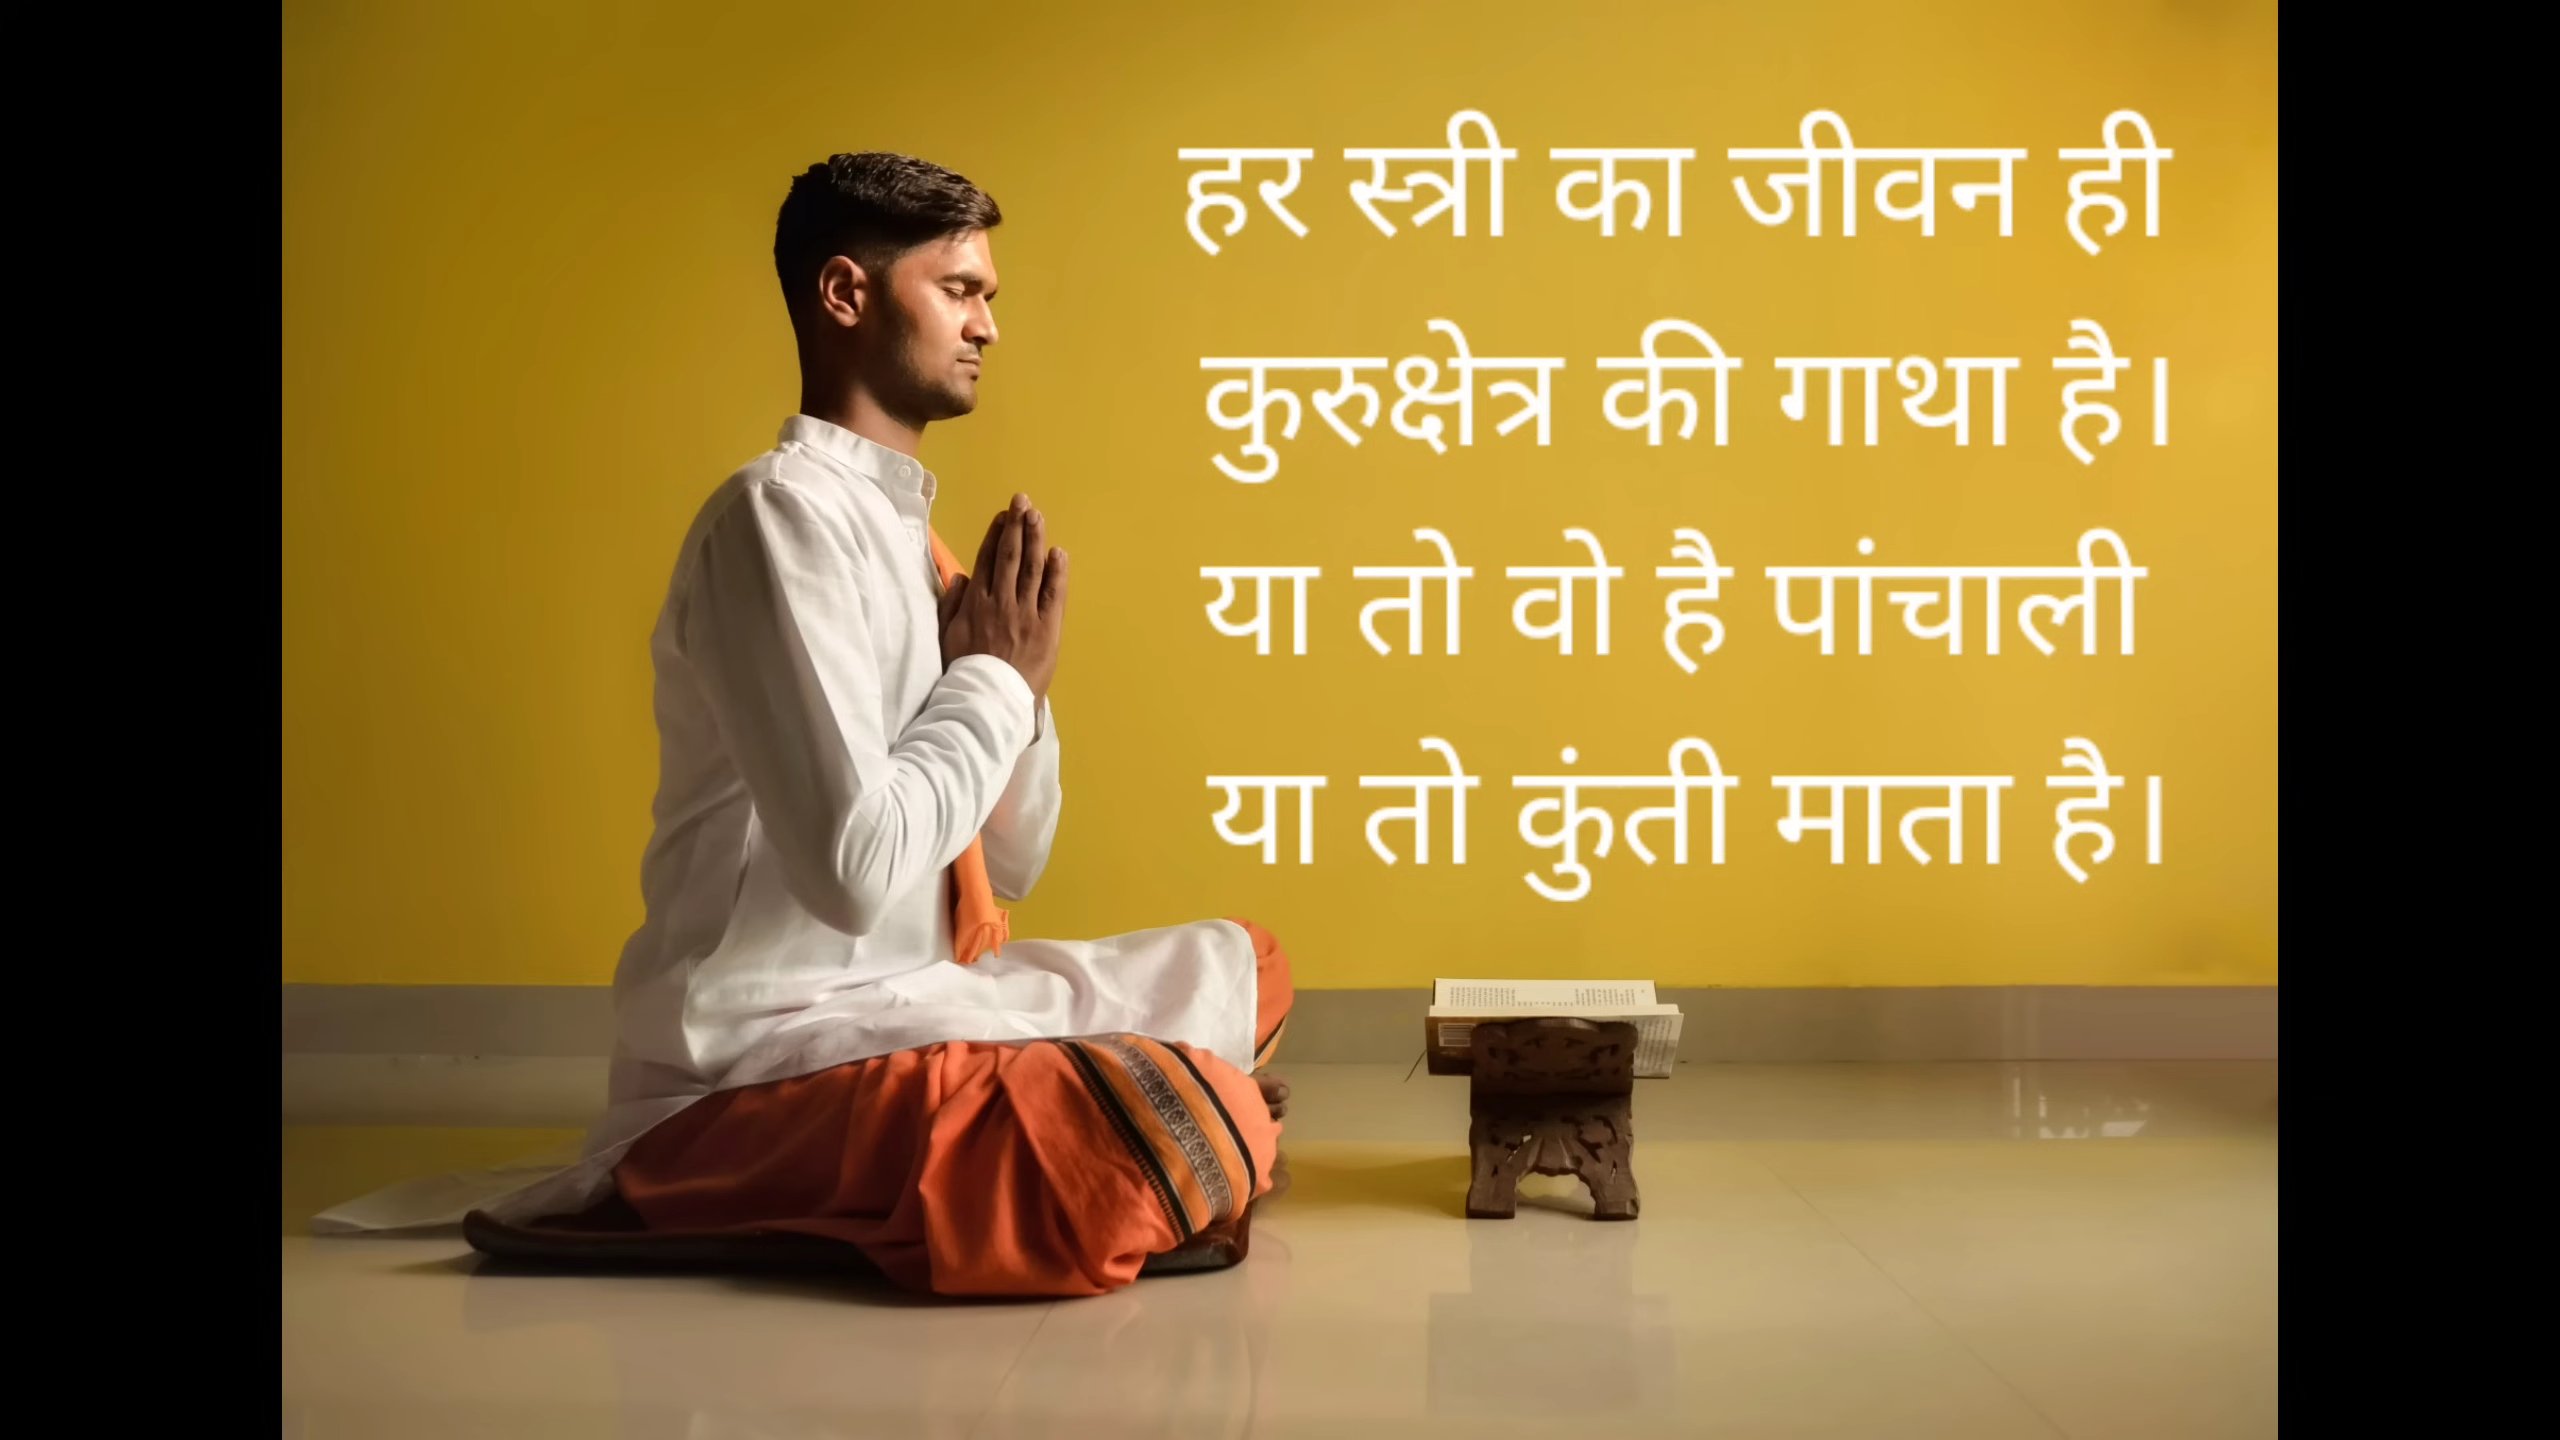 हर स्त्री का जीवन ही
कुरुक्षेत्र की गाथा है।
या तो वो है पांचाली
या तो कुंती माता है।